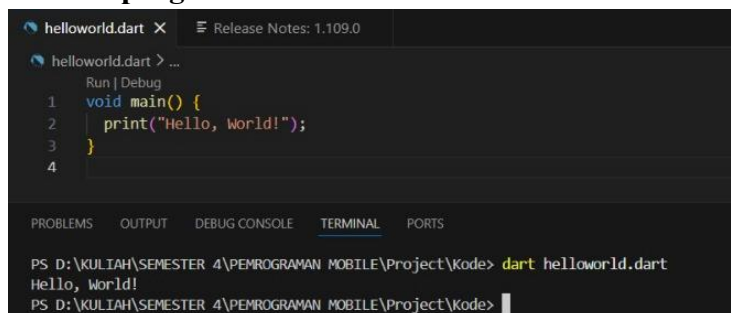 helloworld.dart Release Notes: 1.109.0
helloworld.dart > ...
Run | Debug
1 void main() {
2 print("Hello, World!");
3 }
4
PROBLEMS OUTPUT DEBUG CONSOLE TERMINAL PORTS
PS D:\KULIAH\SEMESTER 4\PEMROGRAMAN MOBILE\Project\Kode> dart helloworld.dart
Hello, World!
PS D:\KULIAH\SEMESTER 4\PEMROGRAMAN MOBILE\Project\Kode>